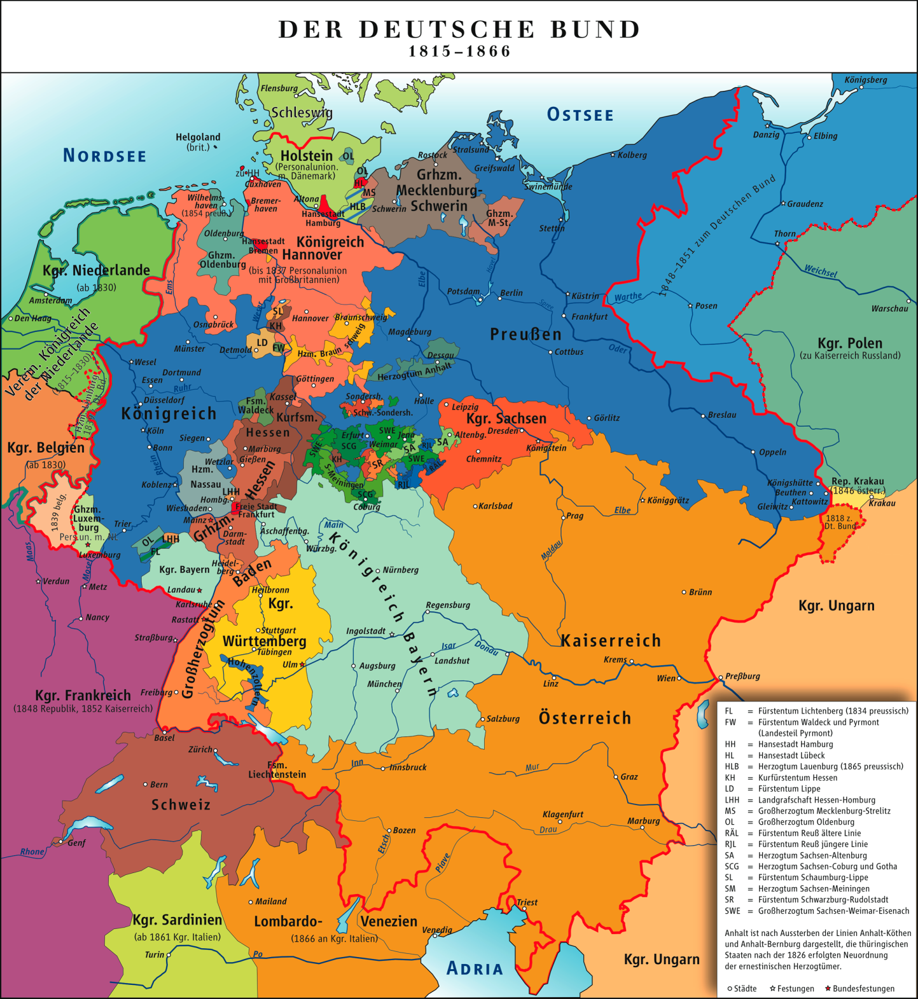 DER DEUTSCHE BUND
1815–1866
Königsberg
Flensburg
Schleswig
OSTSEE
Danzig
Elbing
Helgoland
(brit.)
NORDSEE
Holstein
(Personalunion.
m. Dänemark)
OL
Stralsund
Rostock
Greifswald
Kolberg
zu HH
Cuxhaven
OL
HL
MS
HLB
Grhzm.
Mecklenburg-
Schwerin
Schwerin
Swinemünde
Wilhelms-
haven
(1854 preuß.)
Bremer-
haven
Altona
Hansestadt
Hamburg
Ghzm.
M-St.
Stettin
Graudenz
1848–1851 zum Deutschen Bund
Thorn
Oldenburg
Hansestadt
Bremen
Ghzm.
Oldenburg
Königreich
Hannover
(bis 1837 Personalunion
mit Großbritannien)
Havel
Elbe
Weichsel
Kgr. Niederlande
(ab 1830)
Amsterdam
Den Haag
Ems
Weser
Potsdam
Berlin
Spree
Küstrin
Warthe
Frankfurt
Posen
Warschau
Verein. Königreich
der Niederlande
(1815–1830)
SL
KH
Hannover
Braunschweig
Osnabrück
Magdeburg
Preußen
Kgr. Polen
(zu Kaiserreich Russland)
Münster
Detmold
LD
FW
Hzm. Braunschweig
Dessau
Herzogtum Anhalt
Cottbus
Oder
Wesel
Dortmund
Essen
Ruhr
Göttingen
Hzm. Limburg
1839 z. Dt. Bd.
Düsseldorf
Königreich
Fsm.
Waldeck
Kassel
Kurfsm.
Hessen
Sondersh.
Schw.-Sondersh.
Halle
Leipzig
Kgr. Sachsen
Dresden
Görlitz
Breslau
Köln
Siegen
Bonn
Marburg
Gießen
Wetzlar
SWE
Erfurt
SCG
SWE
Jena
Weimar
SA
RJL
SA
Altenbg.
KH
SR
SWE
RÄL
RJL
Chemnitz
Königstein
Oppeln
Kgr. Belgien
(ab 1830)
Rhein
Hzm.
Nassau
Koblenz
LHH
Hombg.
Hessen
S-Meiningen
SCG
Coburg
Königshütte
Beuthen
Kattowitz
Gleiwitz
Rep. Krakau
(1846 österr.)
Krakau
1839 belg.
Ghzm.
Luxem-
burg
Pers.un. m. NL
Luxemburg
Trier
Wiesbaden
Mainz
Freie Stadt
Frankfurt
Grhzm.
Darm-
stadt
Aschaffenbg.
Main
Würzbg.
Karlsbad
Prag
Elbe
Königgrätz
1818 z.
Dt. Bund
Maas
Mosel
OL
LHH
FL
Kgr. Bayern
Heidel-
berg
Baden
Königreich Bayern
Nürnberg
Moldau
Verdun
Metz
Landau
Karlsruhe
Rastatt
Heilbronn
Kgr.
Württemberg
Brünn
Kgr. Ungarn
Nancy
Straßburg
Großherzogtum
Stuttgart
Tübingen
Ulm
Regensburg
Ingolstadt
Isar
Donau
Landshut
Kaiserreich
Krems
Hohenzollern
Augsburg
München
Linz
Wien
Preßburg
Kgr. Frankreich
(1848 Republik, 1852 Kaiserreich)
Freiburg
Salzburg
Österreich
Basel
Zürich
Bern
Schweiz
Fsm.
Liechtenstein
Inn
Innsbruck
Mur
Graz
Genf
Rhone
Bozen
Etsch
Piave
Klagenfurt
Drau
Marburg
Kgr. Sardinien
(ab 1861 Kgr. Italien)
Turin
Mailand
Lombardo-
Venezien
(1866 an Kgr. Italien)
Po
Venedig
Triest
ADRIA
Kgr. Ungarn
FL = Fürstentum Lichtenberg (1834 preussisch)
FW = Fürstentum Waldeck und Pyrmont
(Landesteil Pyrmont)
HH = Hansestadt Hamburg
HL = Hansestadt Lübeck
HLB = Herzogtum Lauenburg (1865 preussisch)
KH = Kurfürstentum Hessen
LD = Fürstentum Lippe
LHH = Landgrafschaft Hessen-Homburg
MS = Großherzogtum Mecklenburg-Strelitz
OL = Großherzogtum Oldenburg
RÄL = Fürstentum Reuß ältere Linie
RJL = Fürstentum Reuß jüngere Linie
SA = Herzogtum Sachsen-Altenburg
SCG = Herzogtum Sachsen-Coburg und Gotha
SL = Fürstentum Schaumburg-Lippe
SM = Herzogtum Sachsen-Meiningen
SR = Fürstentum Schwarzburg-Rudolstadt
SWE = Großherzogtum Sachsen-Weimar-Eisenach
Anhalt ist nach Aussterben der Linien Anhalt-Köthen
und Anhalt-Bernburg dargestellt, die thüringischen
Staaten nach der 1826 erfolgten Neuordnung
der ernestinischen Herzogtümer.
Städte
Festungen
Bundesfestungen